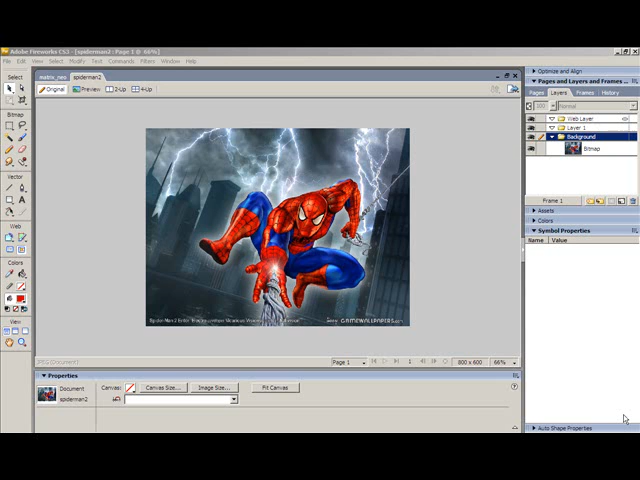 Adobe Fireworks CS3 - [spiderman2 : Page 1 @ 66%]
File Edit View Select Modify Text Commands Filters Window Help
Select
Bitmap
Vector
Web
Colors
View
matrix_neo spiderman2
Original Preview 2-Up 4-Up
GAMEWALLPAPERS.com
JPEG (Document)
Page 1 800 x 600 66%
Properties
Document
spiderman2
Canvas: Canvas Size... Image Size... Fit Canvas
Optimize and Align
Pages and Layers and Frames
Pages Layers Frames History
100 Normal
Web Layer
Layer 1
Background
Bitmap
Frame 1
Assets
Colors
Symbol Properties
Name Value
Auto Shape Properties